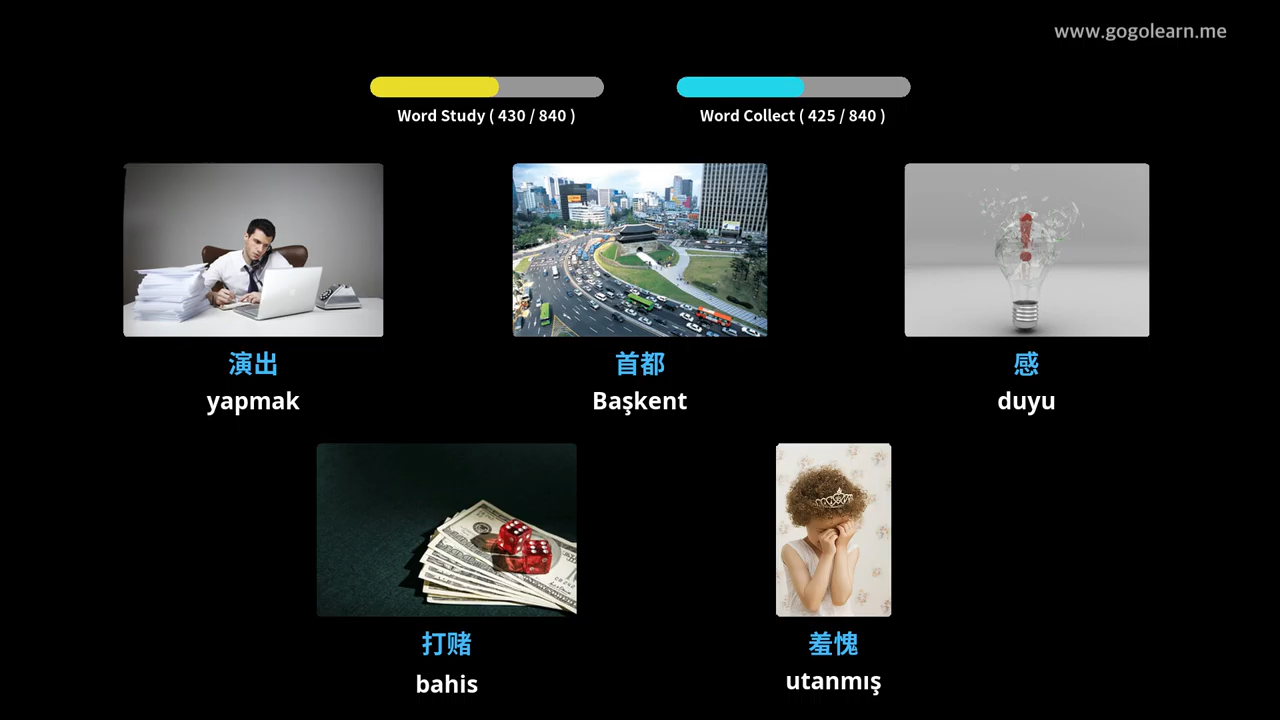 www.gogolearn.me
Word Study ( 430 / 840 )
Word Collect ( 425 / 840 )
演出
yapmak
首都
Başkent
感
duyu
打赌
bahis
羞愧
utanmış